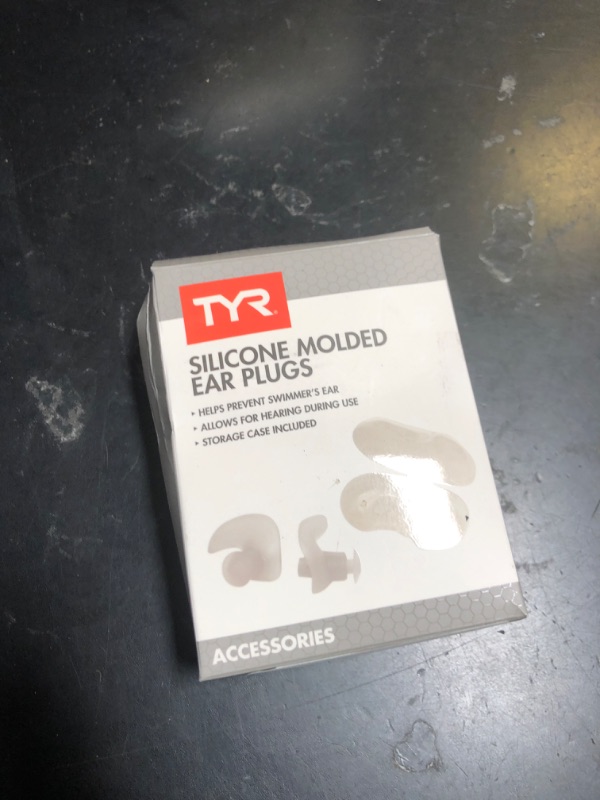 TYR
SILICONE MOLDED
EAR PLUGS
▸ HELPS PREVENT SWIMMER'S EAR
▸ ALLOWS FOR HEARING DURING USE
▸ STORAGE CASE INCLUDED
ACCESSORIES